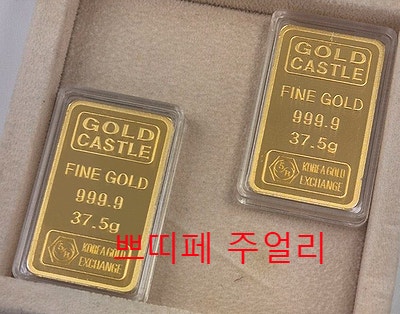 GOLD
CASTLE
FINE GOLD
999.9
37.5g
KOREA GOLD
EXCHANGE
GOLD
CASTLE
FINE GOLD
999.9
37.5g
KOREA GOLD
EXCHANGE
쁘띠페 주얼리